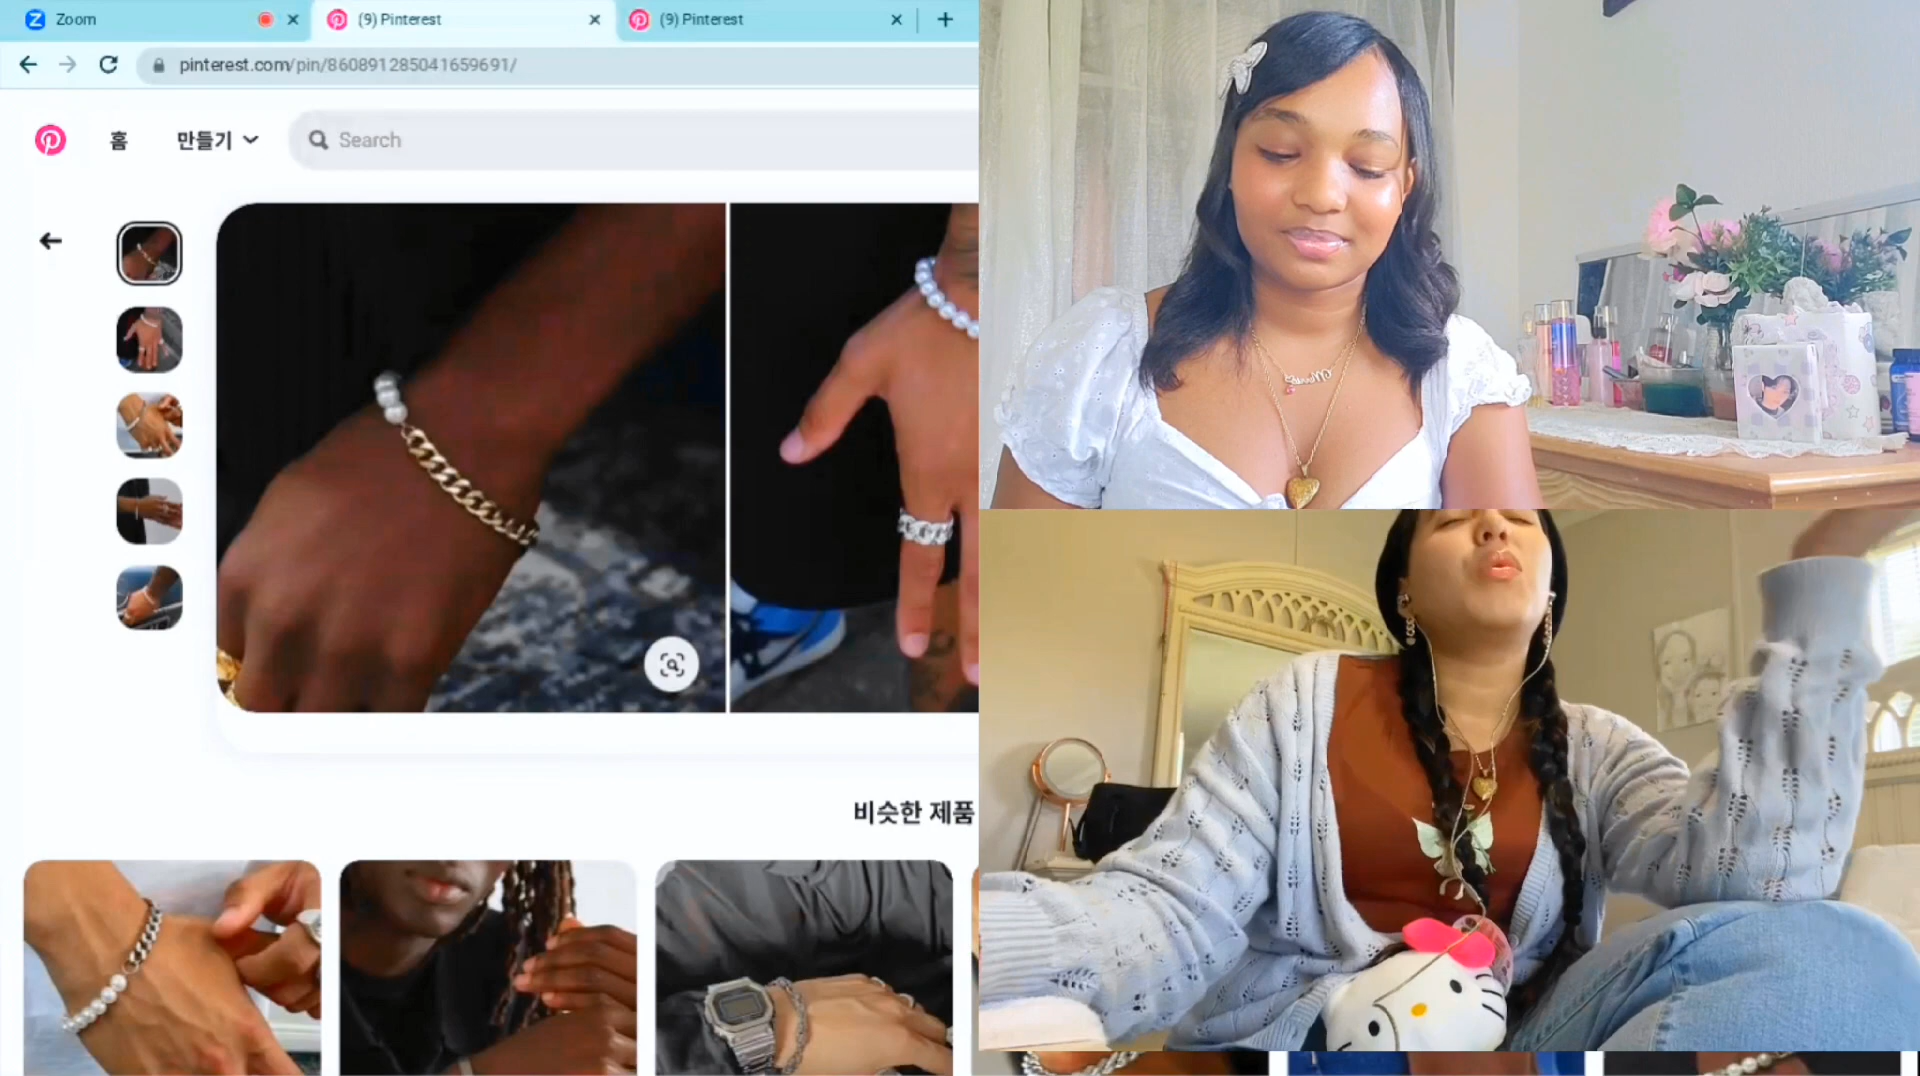 Zoom
(9) Pinterest
(9) Pinterest
pinterest.com/pin/860891285041659691/
홈
만들기
Search
비슷한 제품